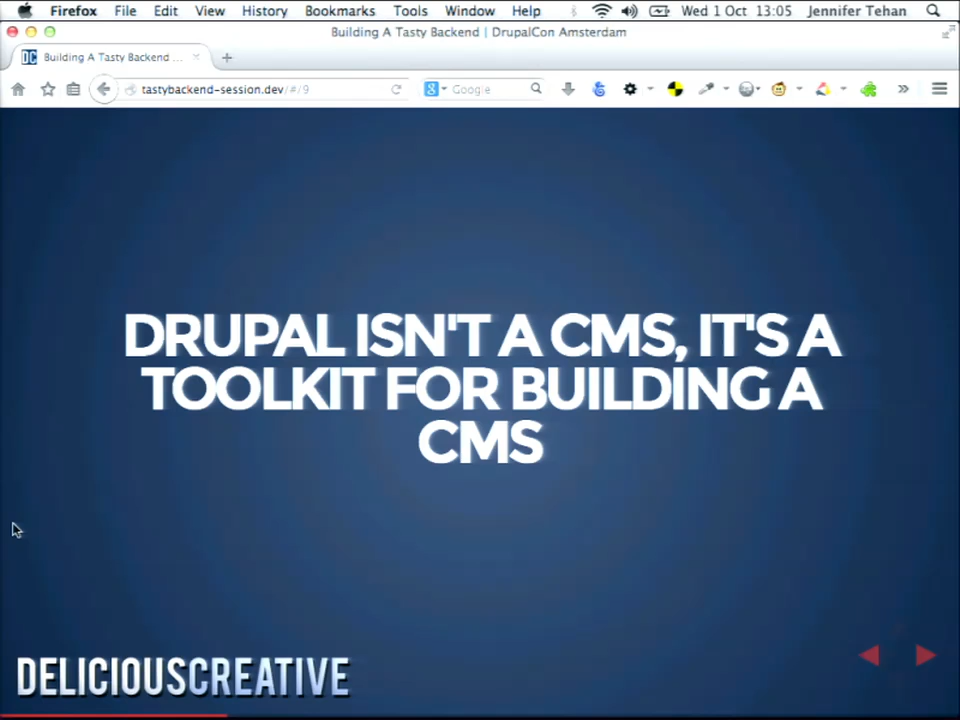 Firefox File Edit View History Bookmarks Tools Window Help Wed 1 Oct 13:05 Jennifer Tehan
Building A Tasty Backend | DrupalCon Amsterdam
DC Building A Tasty Backend ...
tastybackend-session.dev/#/9 8 Google
DRUPAL ISN'T A CMS, IT'S A
TOOLKIT FOR BUILDING A
CMS
DELICIOUSCREATIVE